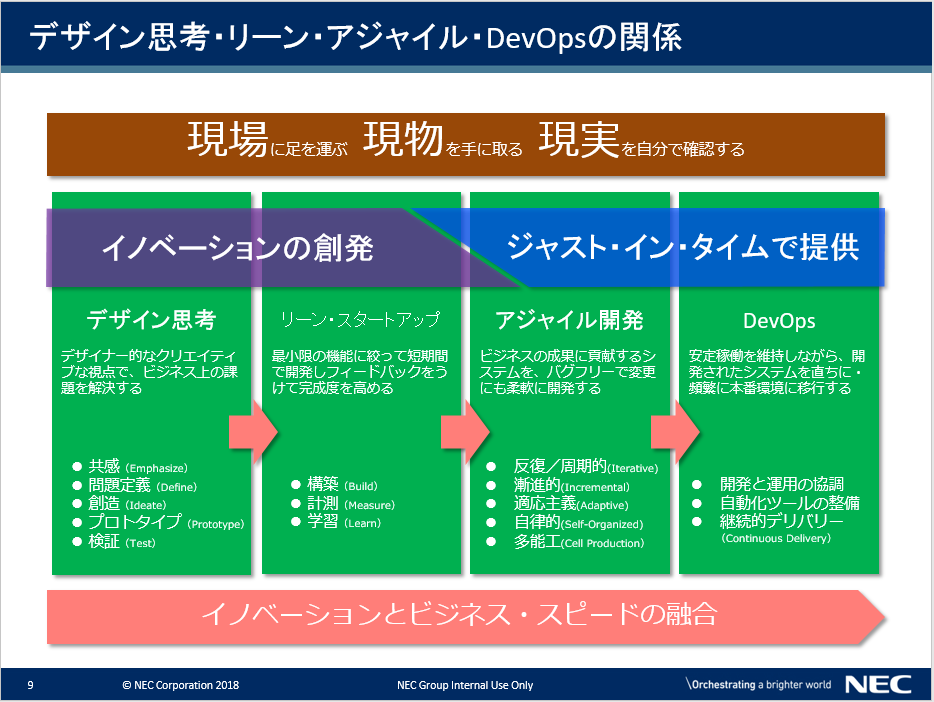 デザイン思考・リーン・アジャイル・DevOpsの関係
現場に足を運ぶ 現物を手に取る 現実を自分で確認する
イノベーションの創発
ジャスト・イン・タイムで提供
デザイン思考
デザイナー的なクリエイティ
ブな視点で、ビジネス上の課
題を解決する
● 共感（Emphasize）
● 問題定義（Define）
● 創造（Ideate）
● プロトタイプ（Prototype）
● 検証（Test）
リーン・スタートアップ
最小限の機能に絞って短期間
で開発しフィードバックをう
けて完成度を高める
● 構築（Build）
● 計測（Measure）
● 学習（Learn）
アジャイル開発
ビジネスの成果に貢献するシ
ステムを、バグフリーで変更
にも柔軟に開発する
● 反復／周期的(Iterative)
● 漸進的(Incremental)
● 適応主義(Adaptive)
● 自律的(Self-Organized)
● 多能工(Cell Production)
DevOps
安定稼働を維持しながら、開
発されたシステムを直ちに・
頻繁に本番環境に移行する
● 開発と運用の協調
● 自動化ツールの整備
● 継続的デリバリー
（Continuous Delivery）
イノベーションとビジネス・スピードの融合
9
© NEC Corporation 2018
NEC Group Internal Use Only
\Orchestrating a brighter world
NEC